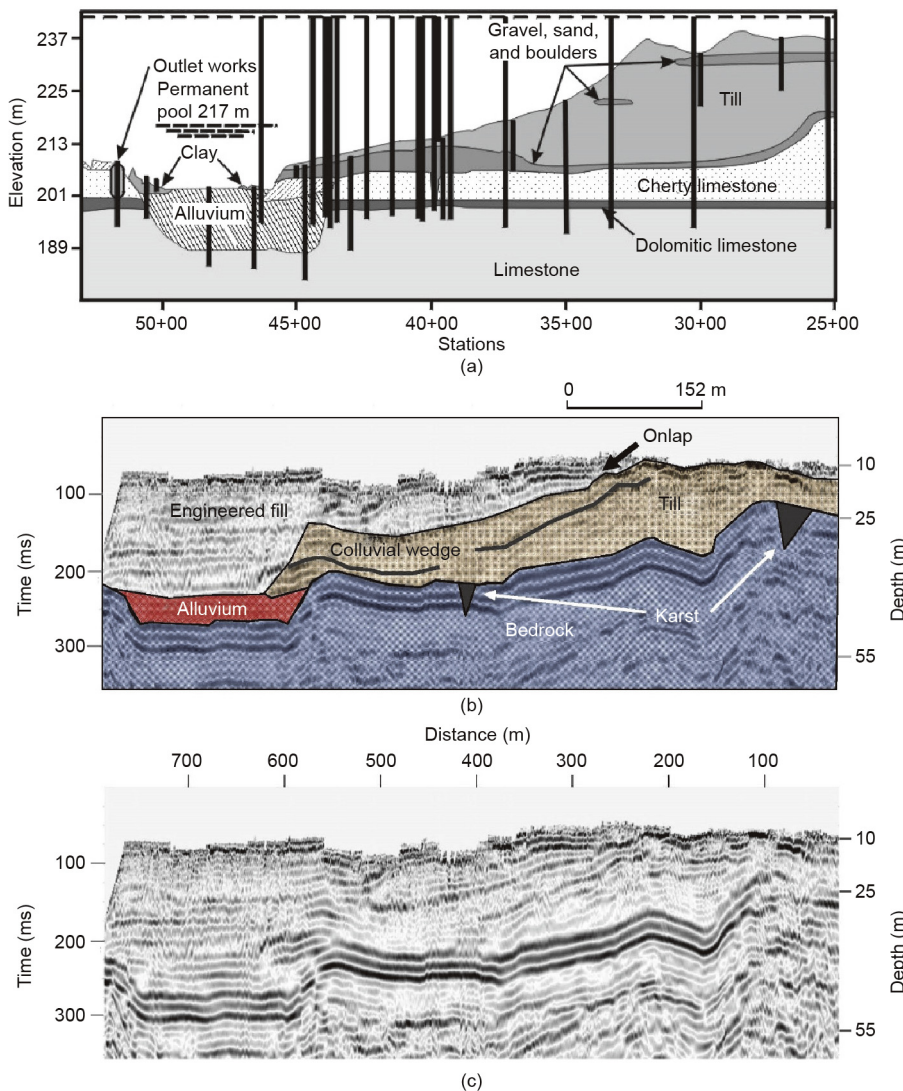 237
225
213
201
189
Elevation (m)
Outlet works
Permanent
pool 217 m
Clay
Alluvium
Gravel, sand,
and boulders
Till
Cherty limestone
Dolomitic limestone
Limestone
50+00 45+00 40+00 35+00 30+00 25+00
Stations
(a)
0 152 m
Onlap
100
200
300
Time (ms)
Engineered fill
Colluvial wedge
Till
Alluvium
Karst
Bedrock
10
25
55
Depth (m)
(b)
Distance (m)
700 600 500 400 300 200 100
100
200
300
Time (ms)
10
25
55
Depth (m)
(c)